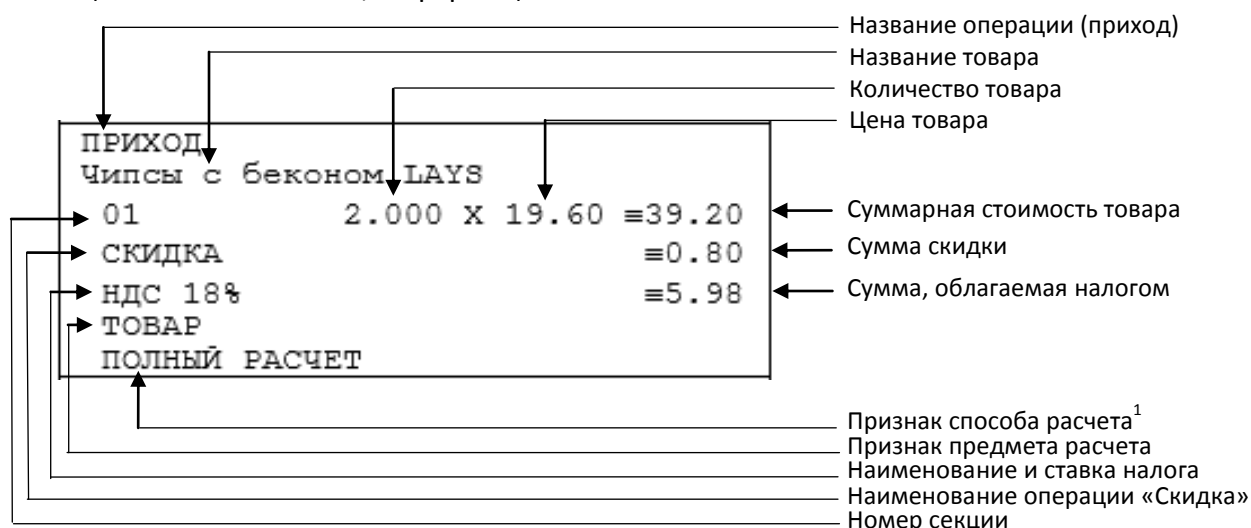 Название операции (приход)
Название товара
Количество товара
Цена товара
ПРИХОД
Чипсы с беконом LAYS
01 2.000 X 19.60 ≡39.20
Суммарная стоимость товара
СКИДКА ≡0.80
Сумма скидки
НДС 18% ≡5.98
Сумма, облагаемая налогом
ТОВАР
ПОЛНЫЙ РАСЧЕТ
Признак способа расчета¹
Признак предмета расчета
Наименование и ставка налога
Наименование операции «Скидка»
Номер секции